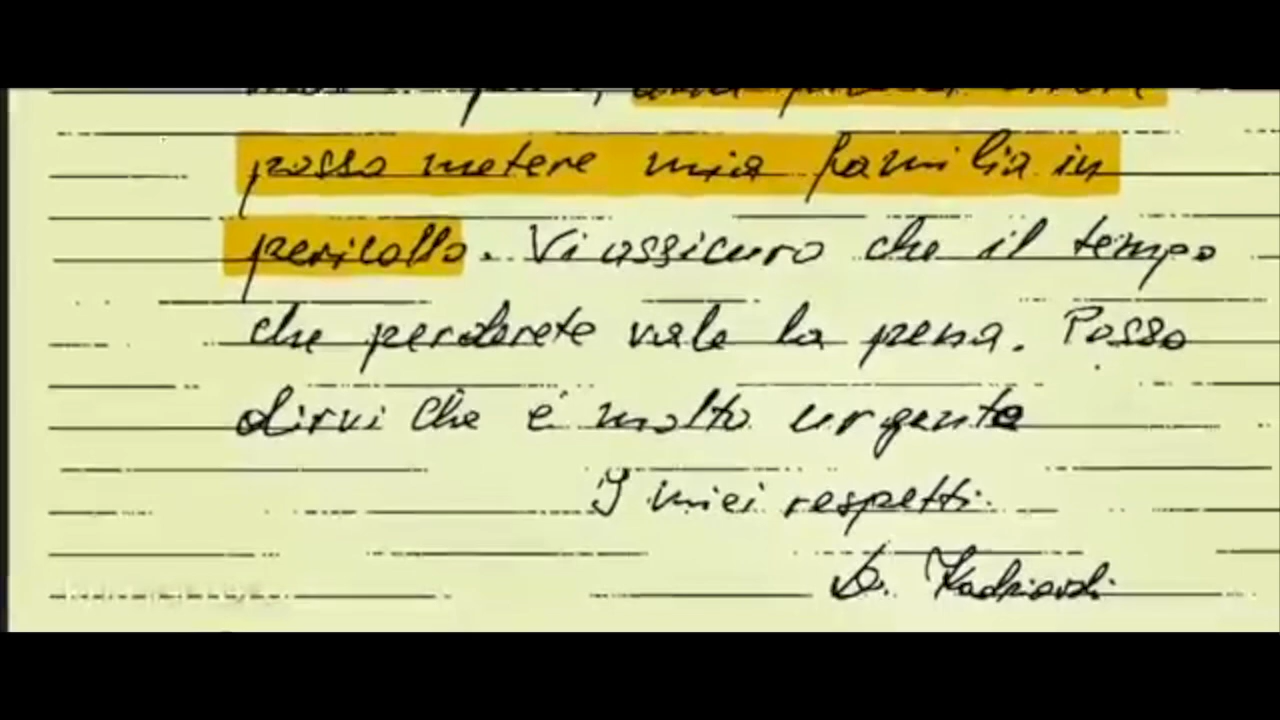 posso metere mia familia in
pericollo. Vi assicuro che il tempo
che perderete vale la pena. Posso
dirvi che é molto urgente
I miei respetti.